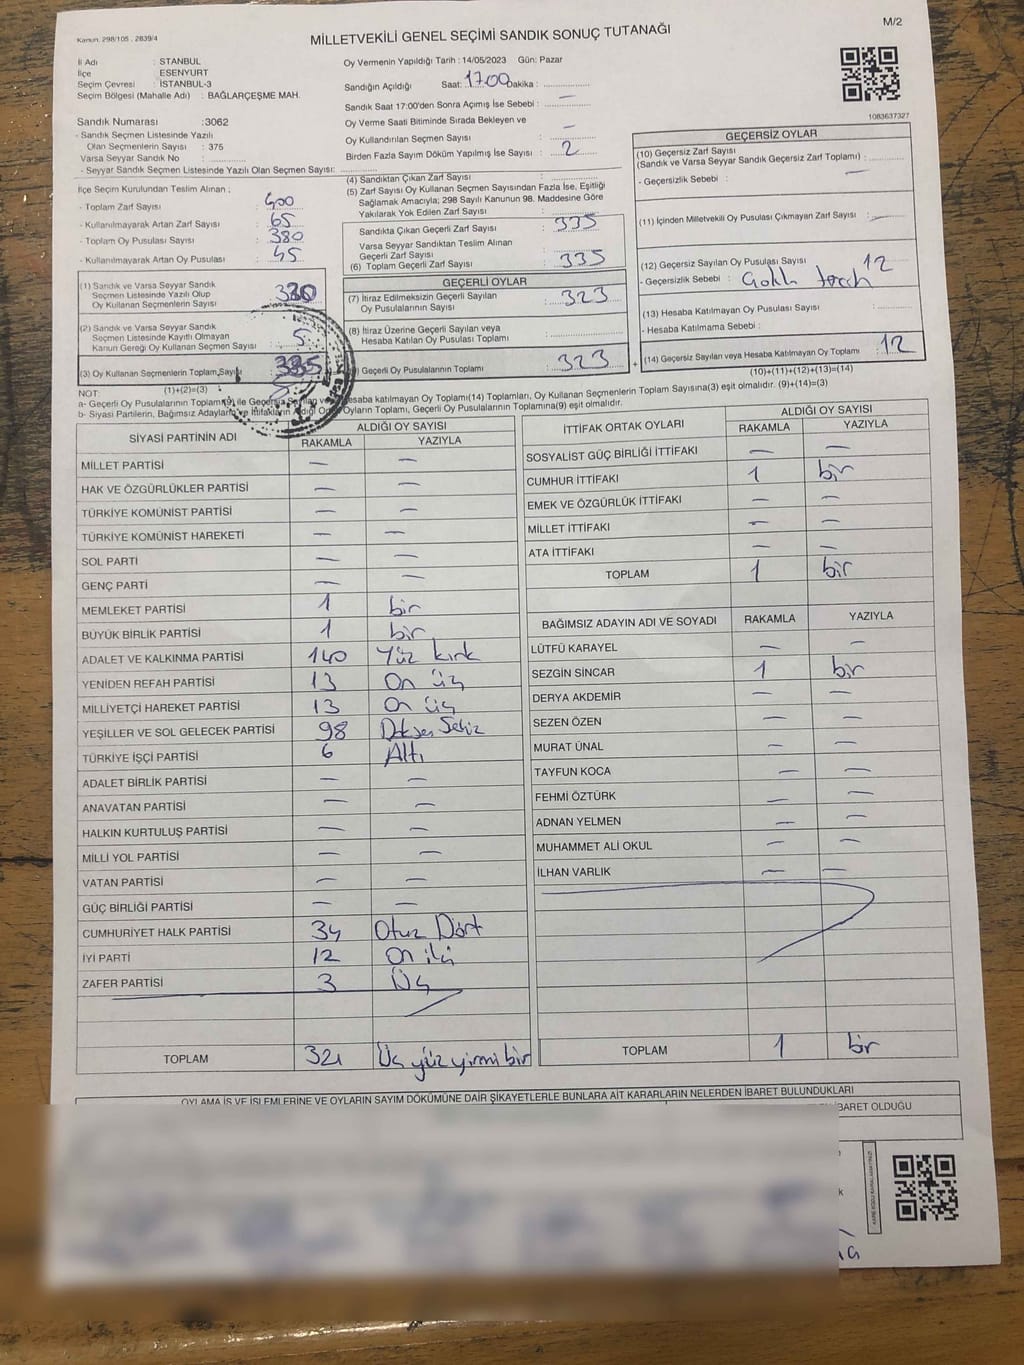 Kanun. 298/105 . 2839/4
MİLLETVEKİLİ GENEL SEÇİMİ SANDIK SONUÇ TUTANAĞI
M/2
İl Adı : STANBUL
İlçe : ESENYURT
Seçim Çevresi : İSTANBUL-3
Seçim Bölgesi (Mahalle Adı) : BAĞLARÇEŞME MAH.
Sandık Numarası :3062
- Sandık Seçmen Listesinde Yazılı
Olan Seçmenlerin Sayısı : 375
Varsa Seyyar Sandık No :
- Seyyar Sandık Seçmen Listesinde Yazılı Olan Seçmen Sayısı:
Oy Vermenin Yapıldığı Tarih : 14/05/2023 Gün: Pazar
Sandığın Açıldığı Saat: 17.00 Dakika :
Sandık Saat 17:00'den Sonra Açımış İse Sebebi : —
Oy Verme Saati Bitiminde Sırada Bekleyen ve
Oy Kullandırılan Seçmen Sayısı : —
Birden Fazla Sayım Döküm Yapılmış İse Sayısı : 2
1083637327
İlçe Seçim Kurulundan Teslim Alınan ;
- Toplam Zarf Sayısı : 400
- Kullanılmayarak Artan Zarf Sayısı : 65
- Toplam Oy Pusulası Sayısı : 380
- Kullanılmayarak Artan Oy Pusulası : 45
(1) Sandık ve Varsa Seyyar Sandık
Seçmen Listesinde Yazılı Olup
Oy Kullanan Seçmenlerin Sayısı : 330
(2) Sandık ve Varsa Seyyar Sandık
Seçmen Listesinde Kayıtlı Olmayan
Kanun Gereği Oy Kullanan Seçmen Sayısı : 5
(3) Oy Kullanan Seçmenlerin Toplam Sayısı : 335
(1)+(2)=(3)
(4) Sandıktan Çıkan Zarf Sayısı :
(5) Zarf Sayısı Oy Kullanan Seçmen Sayısından Fazla İse, Eşitliği
Sağlamak Amacıyla; 298 Sayılı Kanunun 98. Maddesine Göre
Yakılarak Yok Edilen Zarf Sayısı :
Sandıkta Çıkan Geçerli Zarf Sayısı : 335
Varsa Seyyar Sandıktan Teslim Alınan
Geçerli Zarf Sayısı
(6) Toplam Geçerli Zarf Sayısı : 335
GEÇERLİ OYLAR
(7) İtiraz Edilmeksizin Geçerli Sayılan
Oy Pusulalarının Sayısı : 323
(8) İtiraz Üzerine Geçerli Sayılan veya
Hesaba Katılan Oy Pusulası Toplamı :
Geçerli Oy Pusulalarının Toplamı : 323 +
GEÇERSİZ OYLAR
(10) Geçersiz Zarf Sayısı
(Sandık ve Varsa Seyyar Sandık Geçersiz Zarf Toplamı) :
- Geçersizlik Sebebi : —
(11) İçinden Milletvekili Oy Pusulası Çıkmayan Zarf Sayısı : —
(12) Geçersiz Sayılan Oy Pusulası Sayısı : 12
- Geçersizlik Sebebi :
(13) Hesaba Katılmayan Oy Pusulası Sayısı :
- Hesaba Katılmama Sebebi :
(14) Geçersiz Sayılan veya Hesaba Katılmayan Oy Toplamı : 12
(10)+(11)+(12)+(13)=(14)
NOT:
a- Geçerli Oy Pusulalarının Toplamı(9) ile Geçersiz Sayılan veya Hesaba katılmayan Oy Toplamı(14) Toplamları, Oy Kullanan Seçmenlerin Toplam Sayısına(3) eşit olmalıdır. (9)+(14)=(3)
b- Siyasi Partilerin, Bağımsız Adayların ve İttifakların Aldığı Oyların Toplamı, Geçerli Oy Pusulalarının Toplamına(9) eşit olmalıdır.
SİYASİ PARTİNİN ADI ALDIĞI OY SAYISI
RAKAMLA YAZIYLA
MİLLET PARTİSİ — —
HAK VE ÖZGÜRLÜKLER PARTİSİ — —
TÜRKİYE KOMÜNİST PARTİSİ — —
TÜRKİYE KOMÜNİST HAREKETİ — —
SOL PARTİ — —
GENÇ PARTİ — —
MEMLEKET PARTİSİ 1 bir
BÜYÜK BİRLİK PARTİSİ 1 bir
ADALET VE KALKINMA PARTİSİ 140 Yüz kırk
YENİDEN REFAH PARTİSİ 13 On üç
MİLLİYETÇİ HAREKET PARTİSİ 13 On üç
YEŞİLLER VE SOL GELECEK PARTİSİ 98 Doksan Sekiz
TÜRKİYE İŞÇİ PARTİSİ 6 Altı
ADALET BİRLİK PARTİSİ — —
ANAVATAN PARTİSİ — —
HALKIN KURTULUŞ PARTİSİ — —
MİLLİ YOL PARTİSİ — —
VATAN PARTİSİ — —
GÜÇ BİRLİĞİ PARTİSİ — —
CUMHURİYET HALK PARTİSİ 34 Otuz Dört
İYİ PARTİ 12 On iki
ZAFER PARTİSİ 3 Üç
TOPLAM 321 Üç yüz yirmi bir
İTTİFAK ORTAK OYLARI ALDIĞI OY SAYISI
RAKAMLA YAZIYLA
SOSYALİST GÜÇ BİRLİĞİ İTTİFAKI — —
CUMHUR İTTİFAKI 1 bir
EMEK VE ÖZGÜRLÜK İTTİFAKI — —
MİLLET İTTİFAKI — —
ATA İTTİFAKI — —
TOPLAM 1 bir
BAĞIMSIZ ADAYIN ADI VE SOYADI RAKAMLA YAZIYLA
LÜTFÜ KARAYEL — —
SEZGİN SİNCAR 1 bir
DERYA AKDEMİR — —
SEZEN ÖZEN — —
MURAT ÜNAL — —
TAYFUN KOCA — —
FEHMİ ÖZTÜRK — —
ADNAN YELMEN — —
MUHAMMET ALİ OKUL — —
İLHAN VARLIK — —
TOPLAM 1 bir
OYLAMA İŞ VE İŞLEMLERİNE VE OYLARIN SAYIM DÖKÜMÜNE DAİR ŞİKAYETLERLE BUNLARA AİT KARARLARIN NELERDEN İBARET BULUNDUKLARI
İBARET OLDUĞU